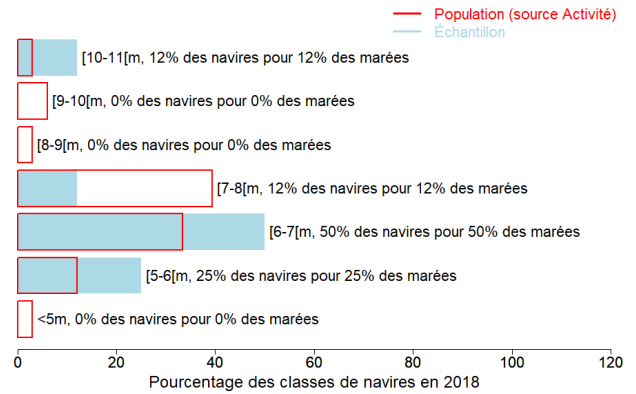 Population (source Activité)
Échantillon
[10-11[m, 12% des navires pour 12% des marées
[9-10[m, 0% des navires pour 0% des marées
[8-9[m, 0% des navires pour 0% des marées
[7-8[m, 12% des navires pour 12% des marées
[6-7[m, 50% des navires pour 50% des marées
[5-6[m, 25% des navires pour 25% des marées
<5m, 0% des navires pour 0% des marées
0 20 40 60 80 100 120
Pourcentage des classes de navires en 2018